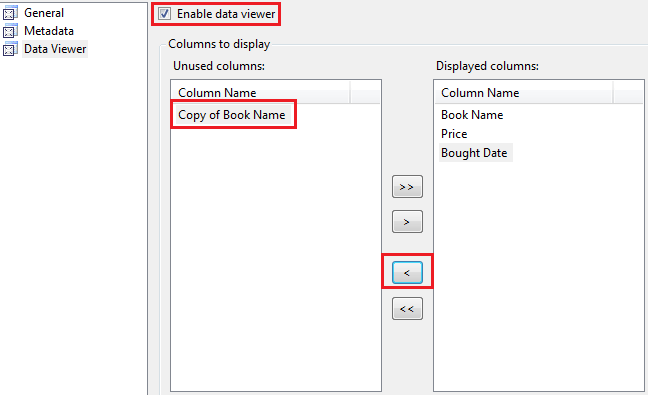 General
Metadata
Data Viewer
Enable data viewer
Columns to display
Unused columns:
Column Name
Copy of Book Name
>>
>
<
<<
Displayed columns:
Column Name
Book Name
Price
Bought Date